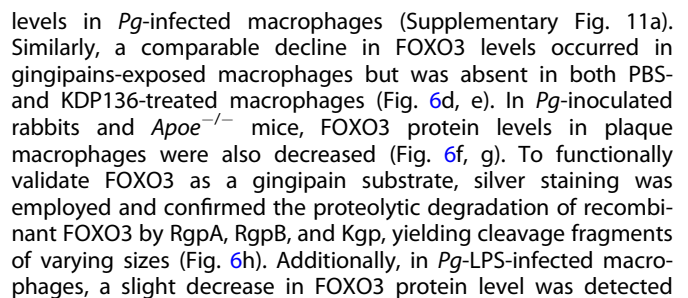 levels in Pg-infected macrophages (Supplementary Fig. 11a).
Similarly, a comparable decline in FOXO3 levels occurred in
gingipains-exposed macrophages but was absent in both PBS-
and KDP136-treated macrophages (Fig. 6d, e). In Pg-inoculated
rabbits and Apoe−/− mice, FOXO3 protein levels in plaque
macrophages were also decreased (Fig. 6f, g). To functionally
validate FOXO3 as a gingipain substrate, silver staining was
employed and confirmed the proteolytic degradation of recombi-
nant FOXO3 by RgpA, RgpB, and Kgp, yielding cleavage fragments
of varying sizes (Fig. 6h). Additionally, in Pg-LPS-infected macro-
phages, a slight decrease in FOXO3 protein level was detected